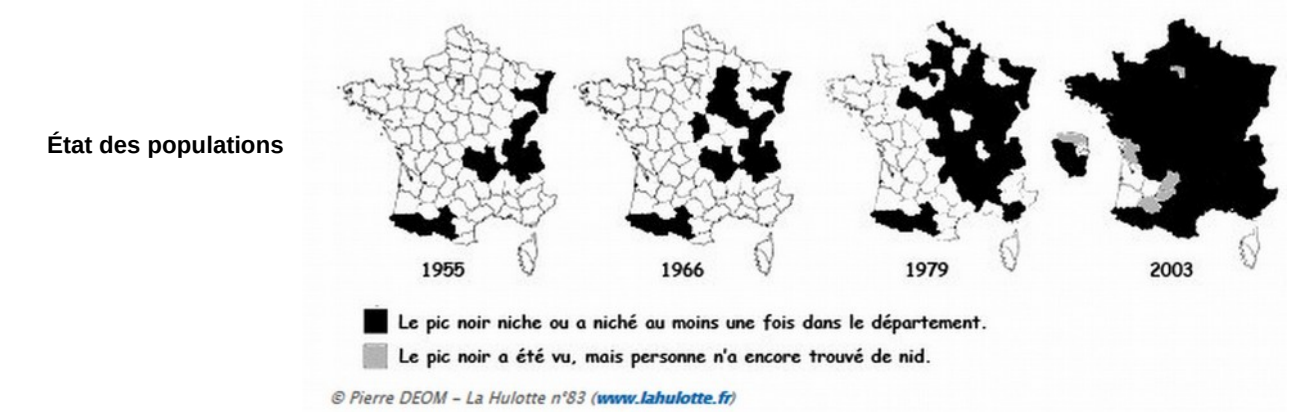 État des populations
1955
1966
1979
2003
Le pic noir niche ou a niché au moins une fois dans le département.
Le pic noir a été vu, mais personne n'a encore trouvé de nid.
© Pierre DEOM – La Hulotte n°83 (www.lahulotte.fr)